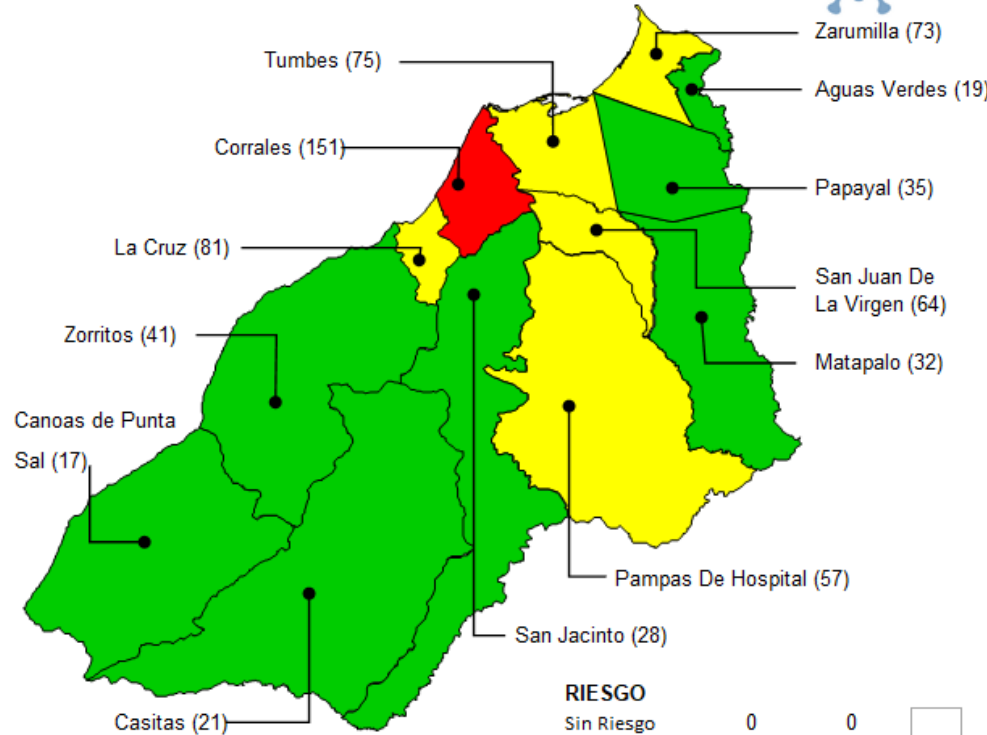 Zarumilla (73)
Tumbes (75)
Aguas Verdes (19)
Corrales (151)
Papayal (35)
La Cruz (81)
San Juan De
La Virgen (64)
Zorritos (41)
Matapalo (32)
Canoas de Punta
Sal (17)
Pampas De Hospital (57)
San Jacinto (28)
Casitas (21)
RIESGO
Sin Riesgo 0 0